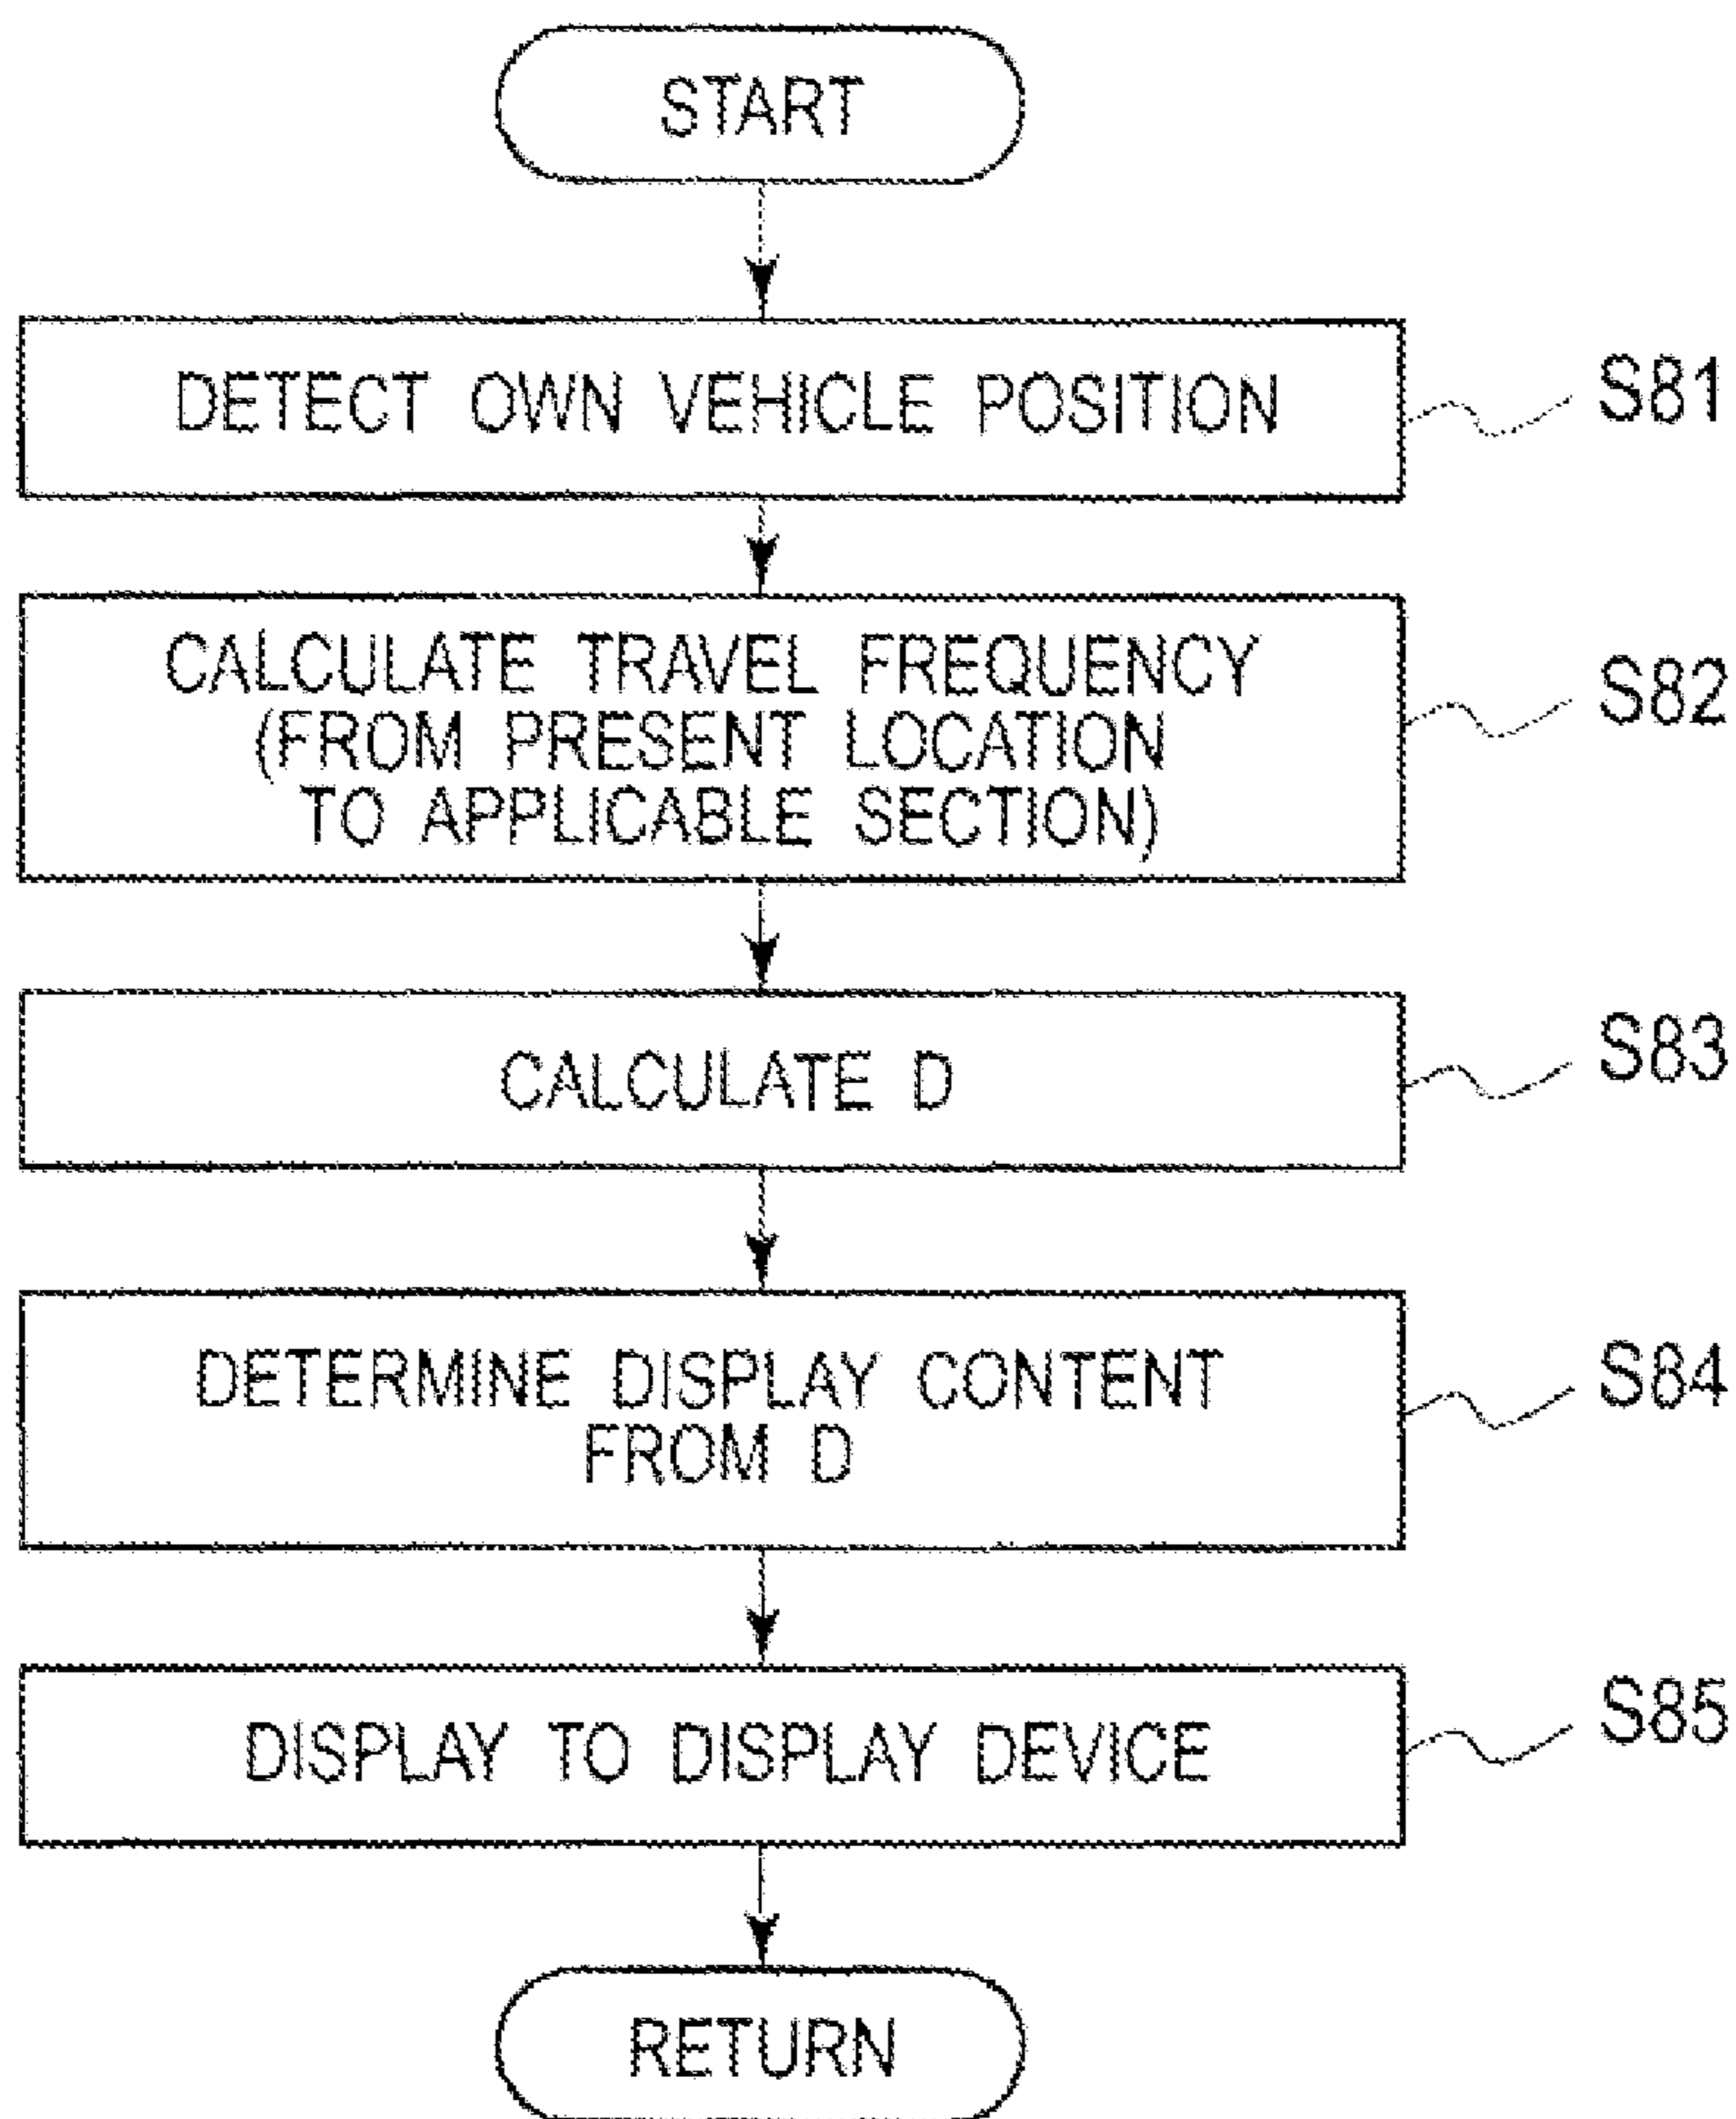 START
DETECT OWN VEHICLE POSITION
S81
CALCULATE TRAVEL FREQUENCY
(FROM PRESENT LOCATION
TO APPLICABLE SECTION)
S82
CALCULATE D
S83
DETERMINE DISPLAY CONTENT
FROM D
S84
DISPLAY TO DISPLAY DEVICE
S85
RETURN